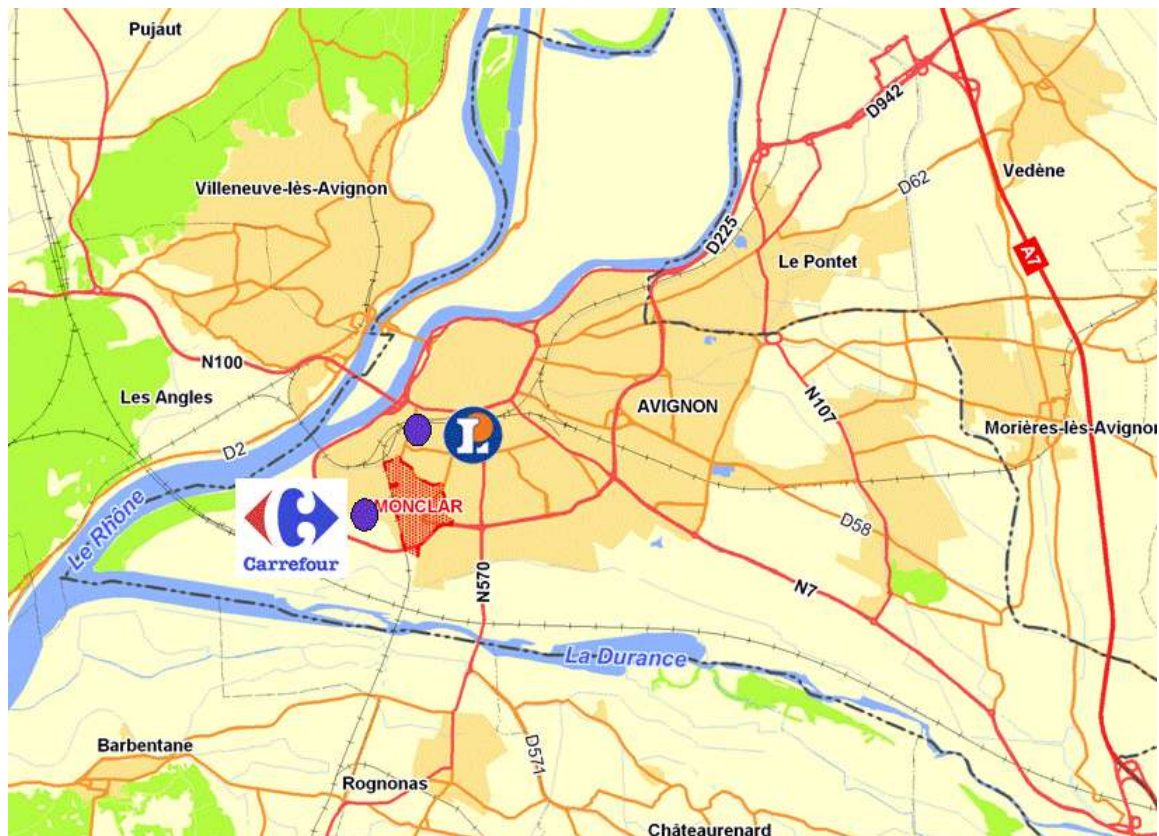 Pujaut
D942
Villeneuve-lès-Avignon
D62
Vedène
D225
Le Pontet
A7
N100
Les Angles
AVIGNON
N107
Morières-lès-Avignon
L
D2
MONCLAR
Le Rhône
Carrefour
D58
N570
N7
La Durance
D571
Barbentane
Rognonas
Châteaurenard